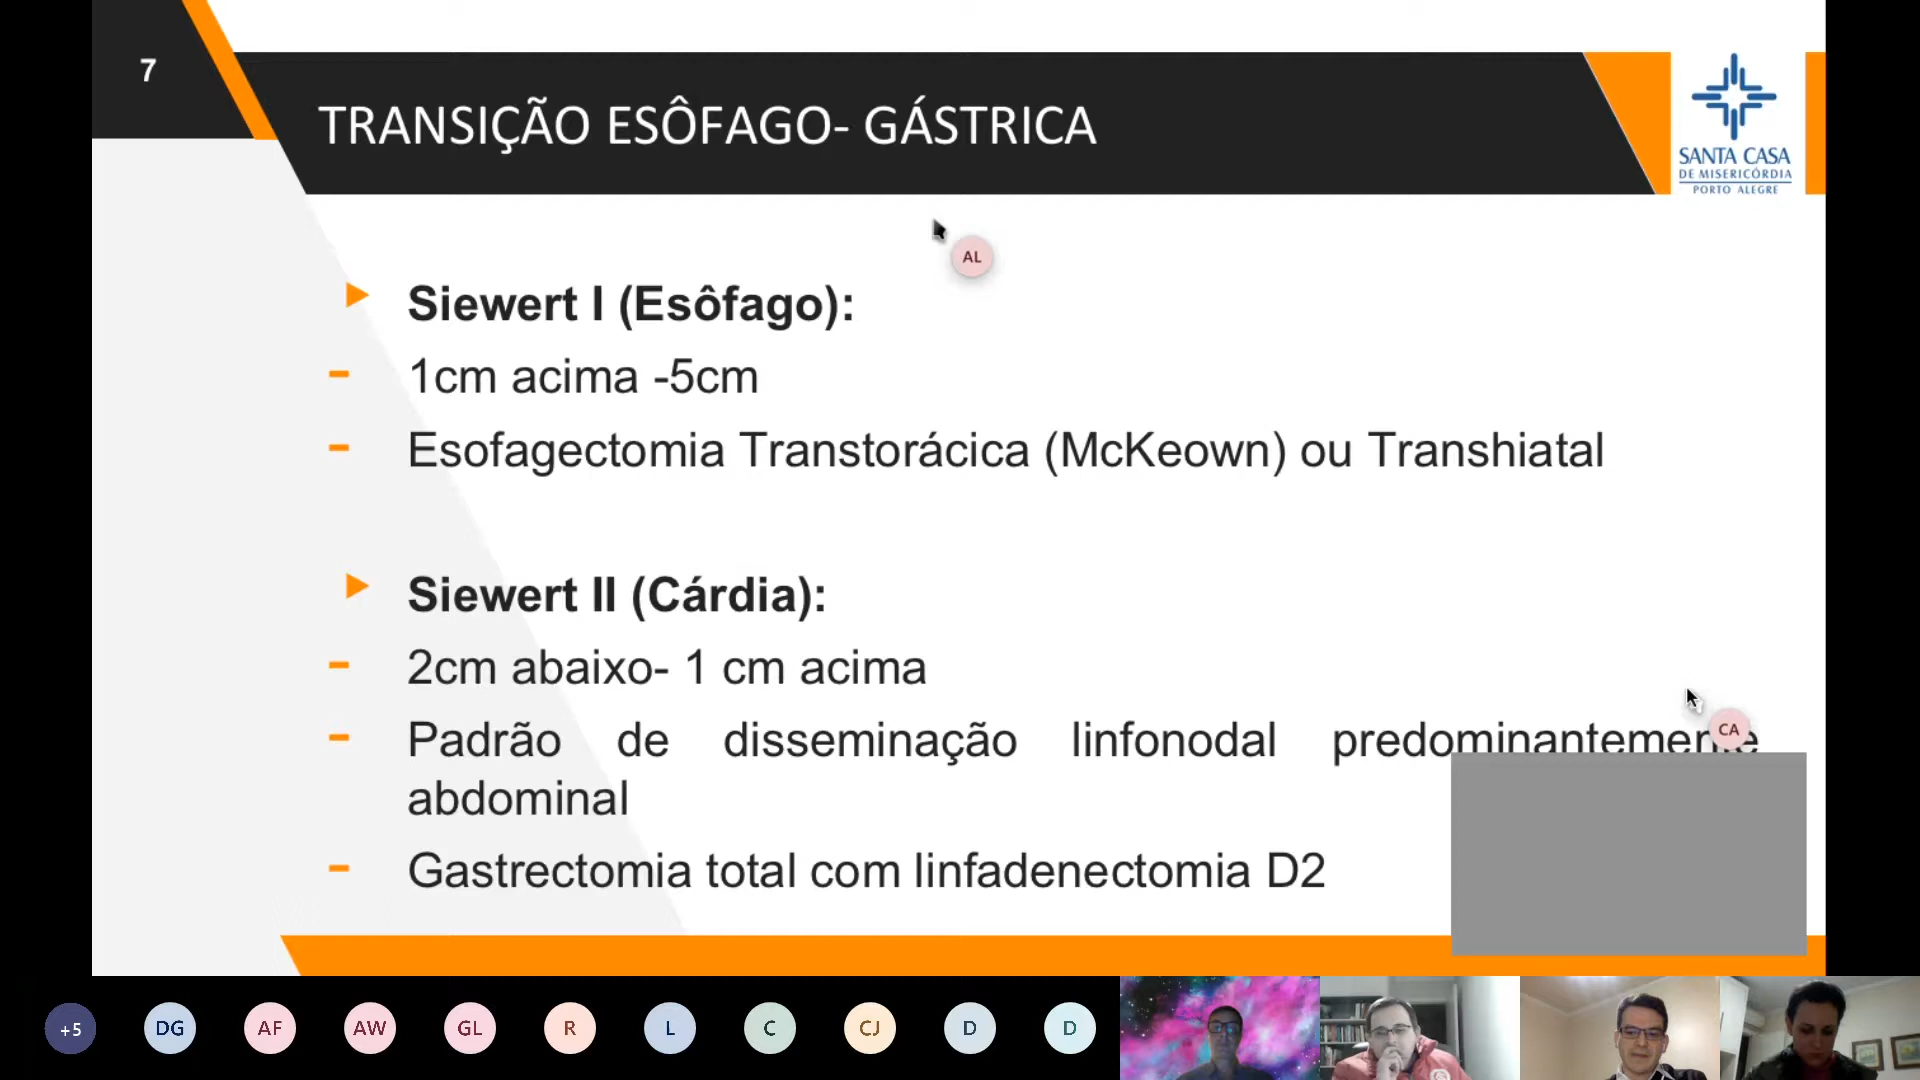 7
TRANSIÇÃO ESÔFAGO- GÁSTRICA
SANTA CASA
DE MISERICÓRDIA
PORTO ALEGRE
AL
Siewert I (Esôfago):
- 1cm acima -5cm
- Esofagectomia Transtorácica (McKeown) ou Transhiatal
Siewert II (Cárdia):
- 2cm abaixo- 1 cm acima
CA
- Padrão de disseminação linfonodal predominantemente
abdominal
- Gastrectomia total com linfadenectomia D2
+5 DG AF AW GL R L C CJ D D